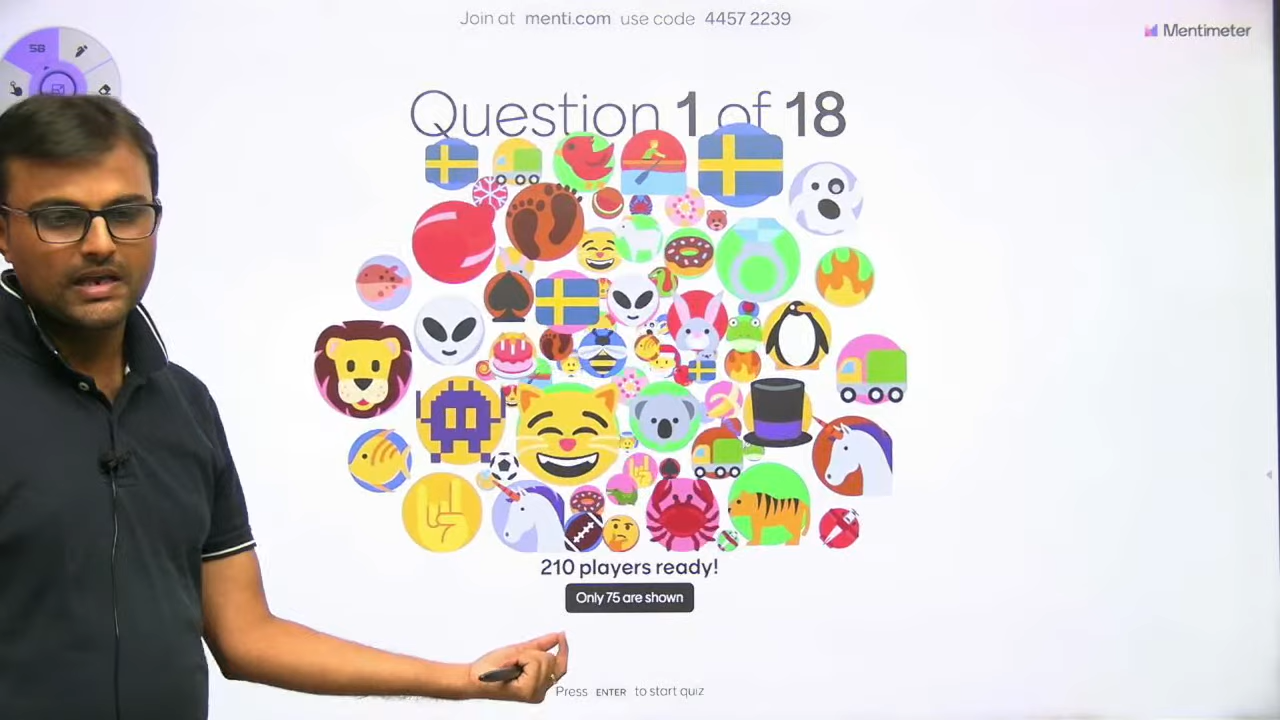 Join at menti.com use code 4457 2239
Mentimeter
58
Question 1 of 18
210 players ready!
Only 75 are shown
Press ENTER to start quiz